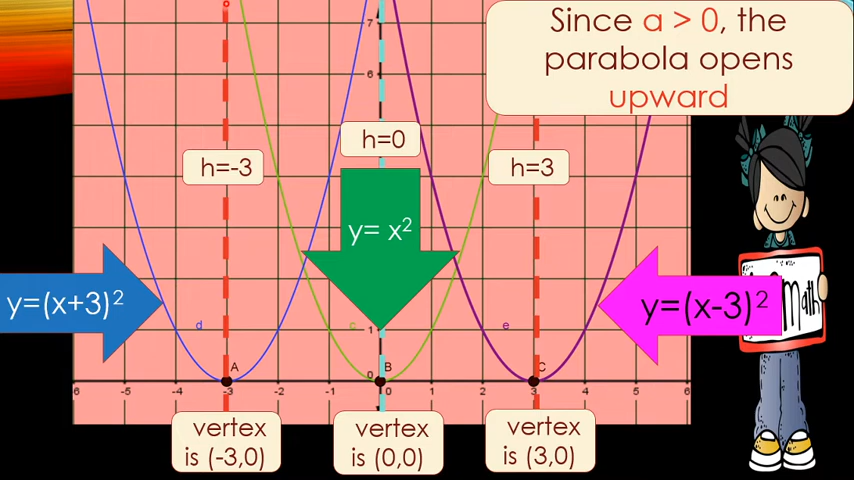 Since a > 0, the
parabola opens
upward
7
6
h=0
h=-3
h=3
y= x²
y=(x+3)²
y=(x-3)²
Math
d
c
e
1
A
B
C
0
6
-5
-4
-3
-2
-1
0
1
2
3
4
5
6
vertex
is (-3,0)
vertex
is (0,0)
vertex
is (3,0)